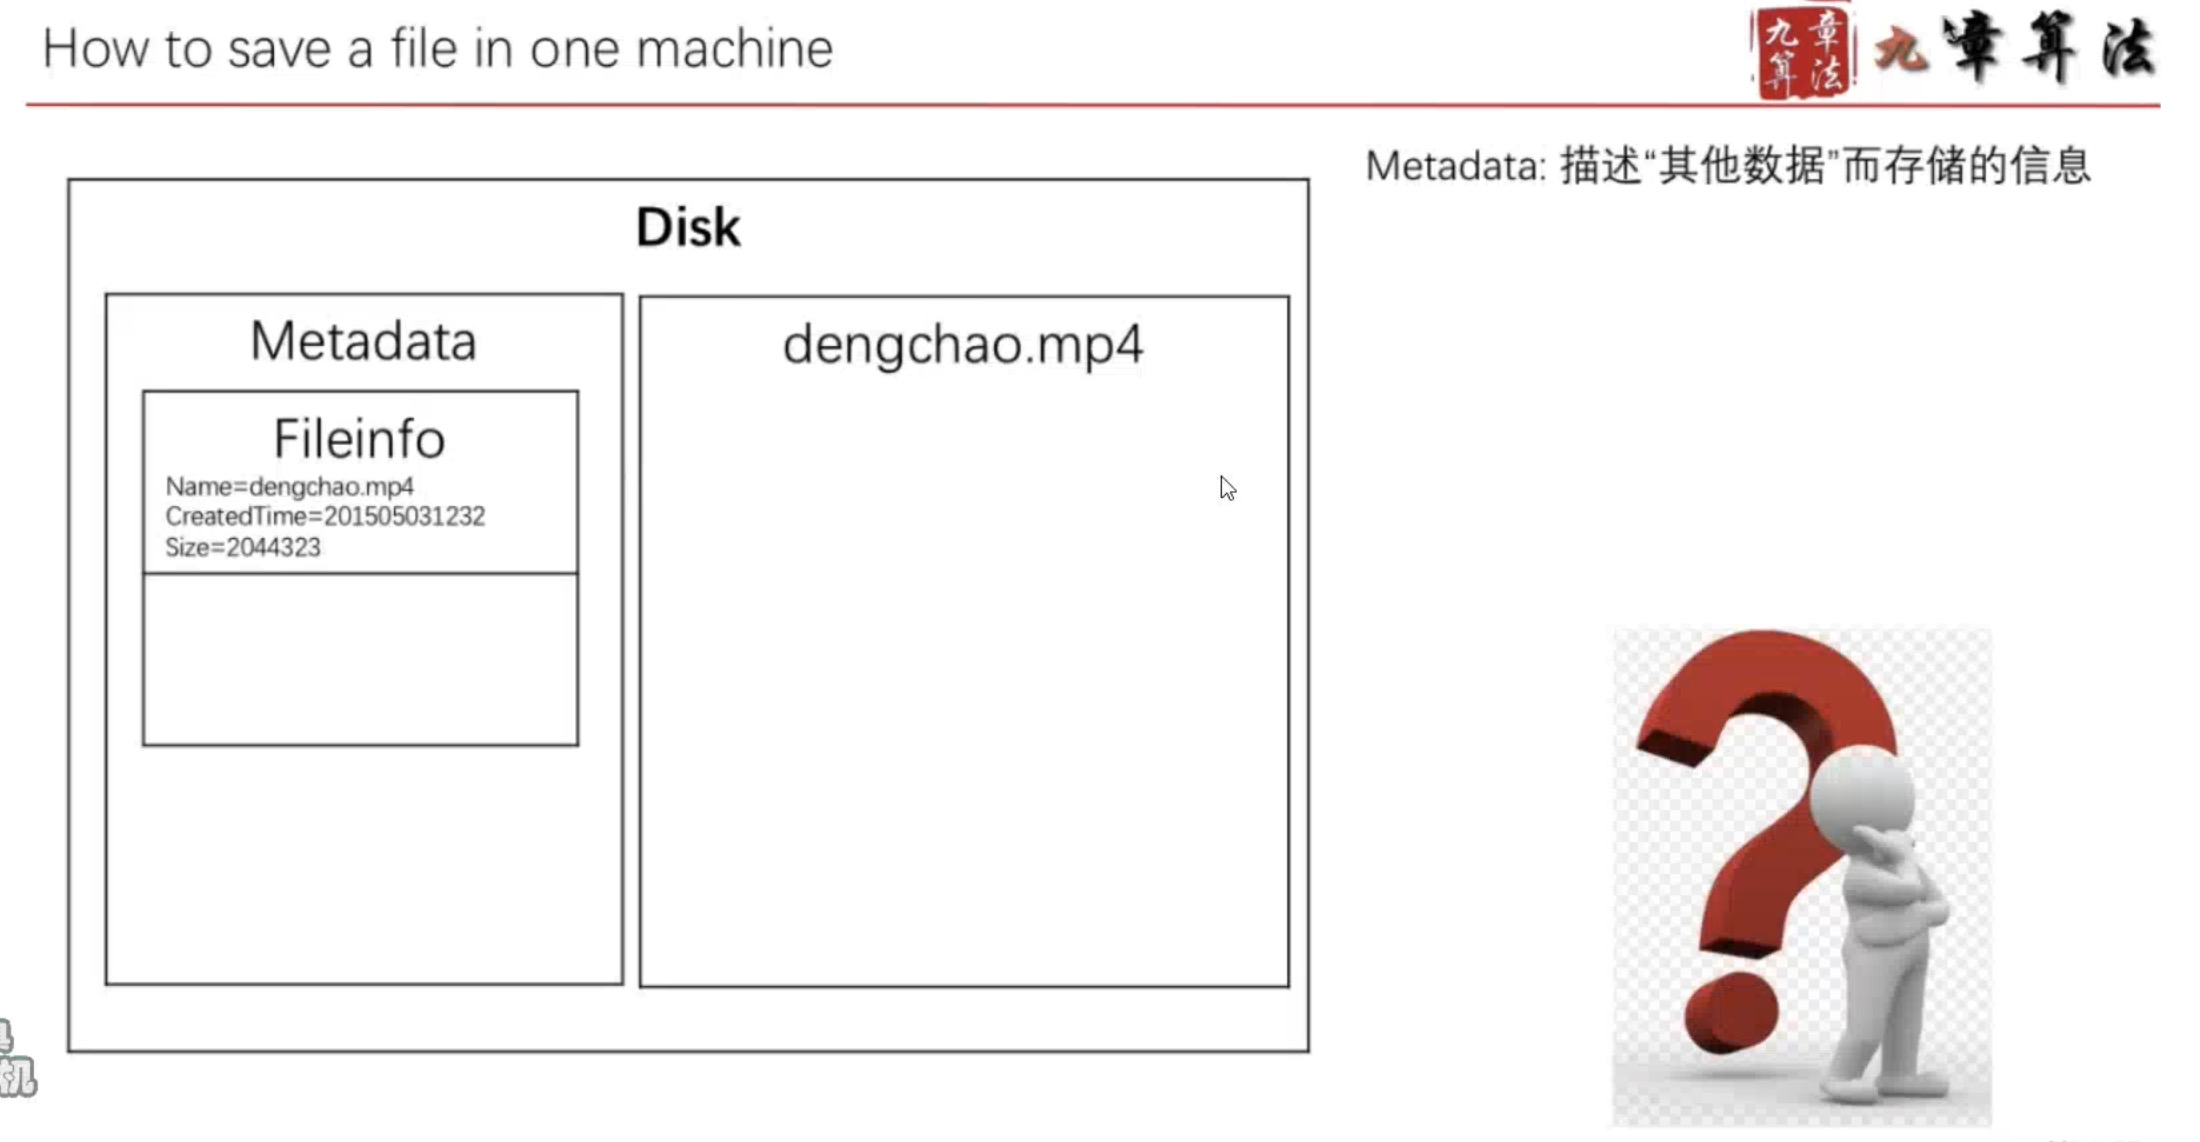 How to save a file in one machine
九章算法
九章算法
Metadata: 描述“其他数据”而存储的信息
Disk
Metadata
Fileinfo
Name=dengchao.mp4
CreatedTime=201505031232
Size=2044323
dengchao.mp4
机